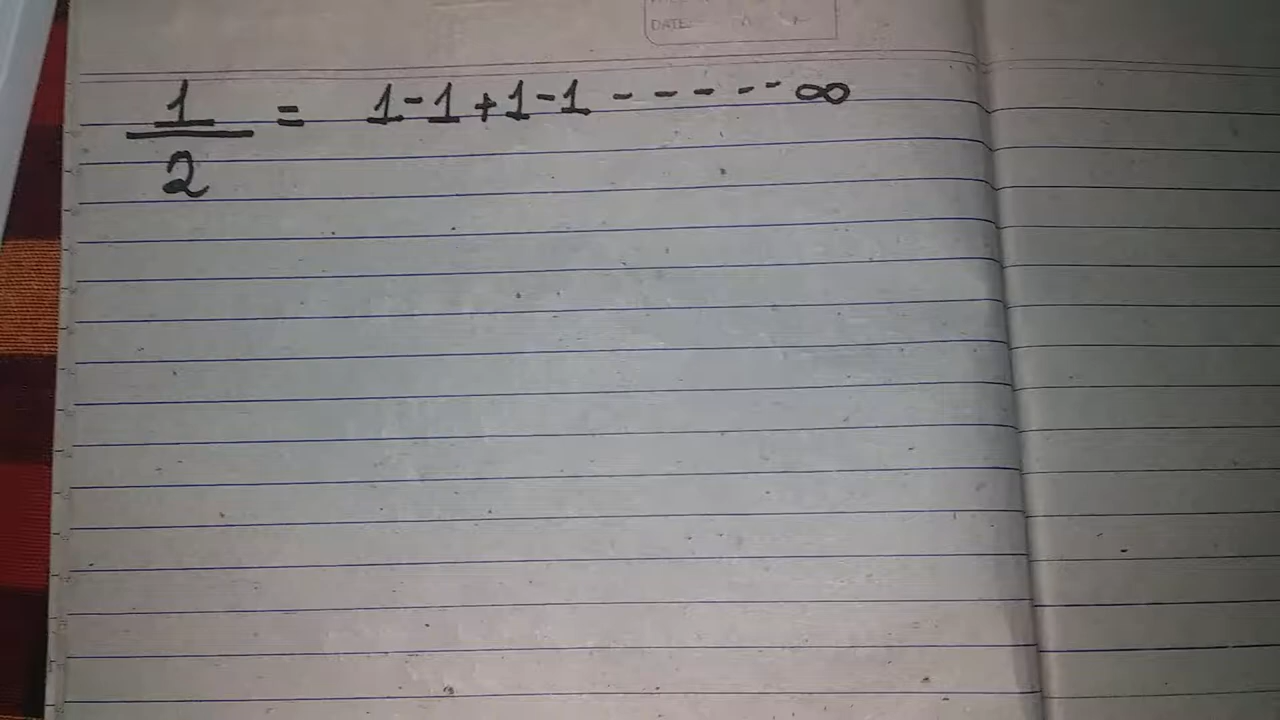 DATE
1/2 = 1-1+1-1 - - - - - - ∞